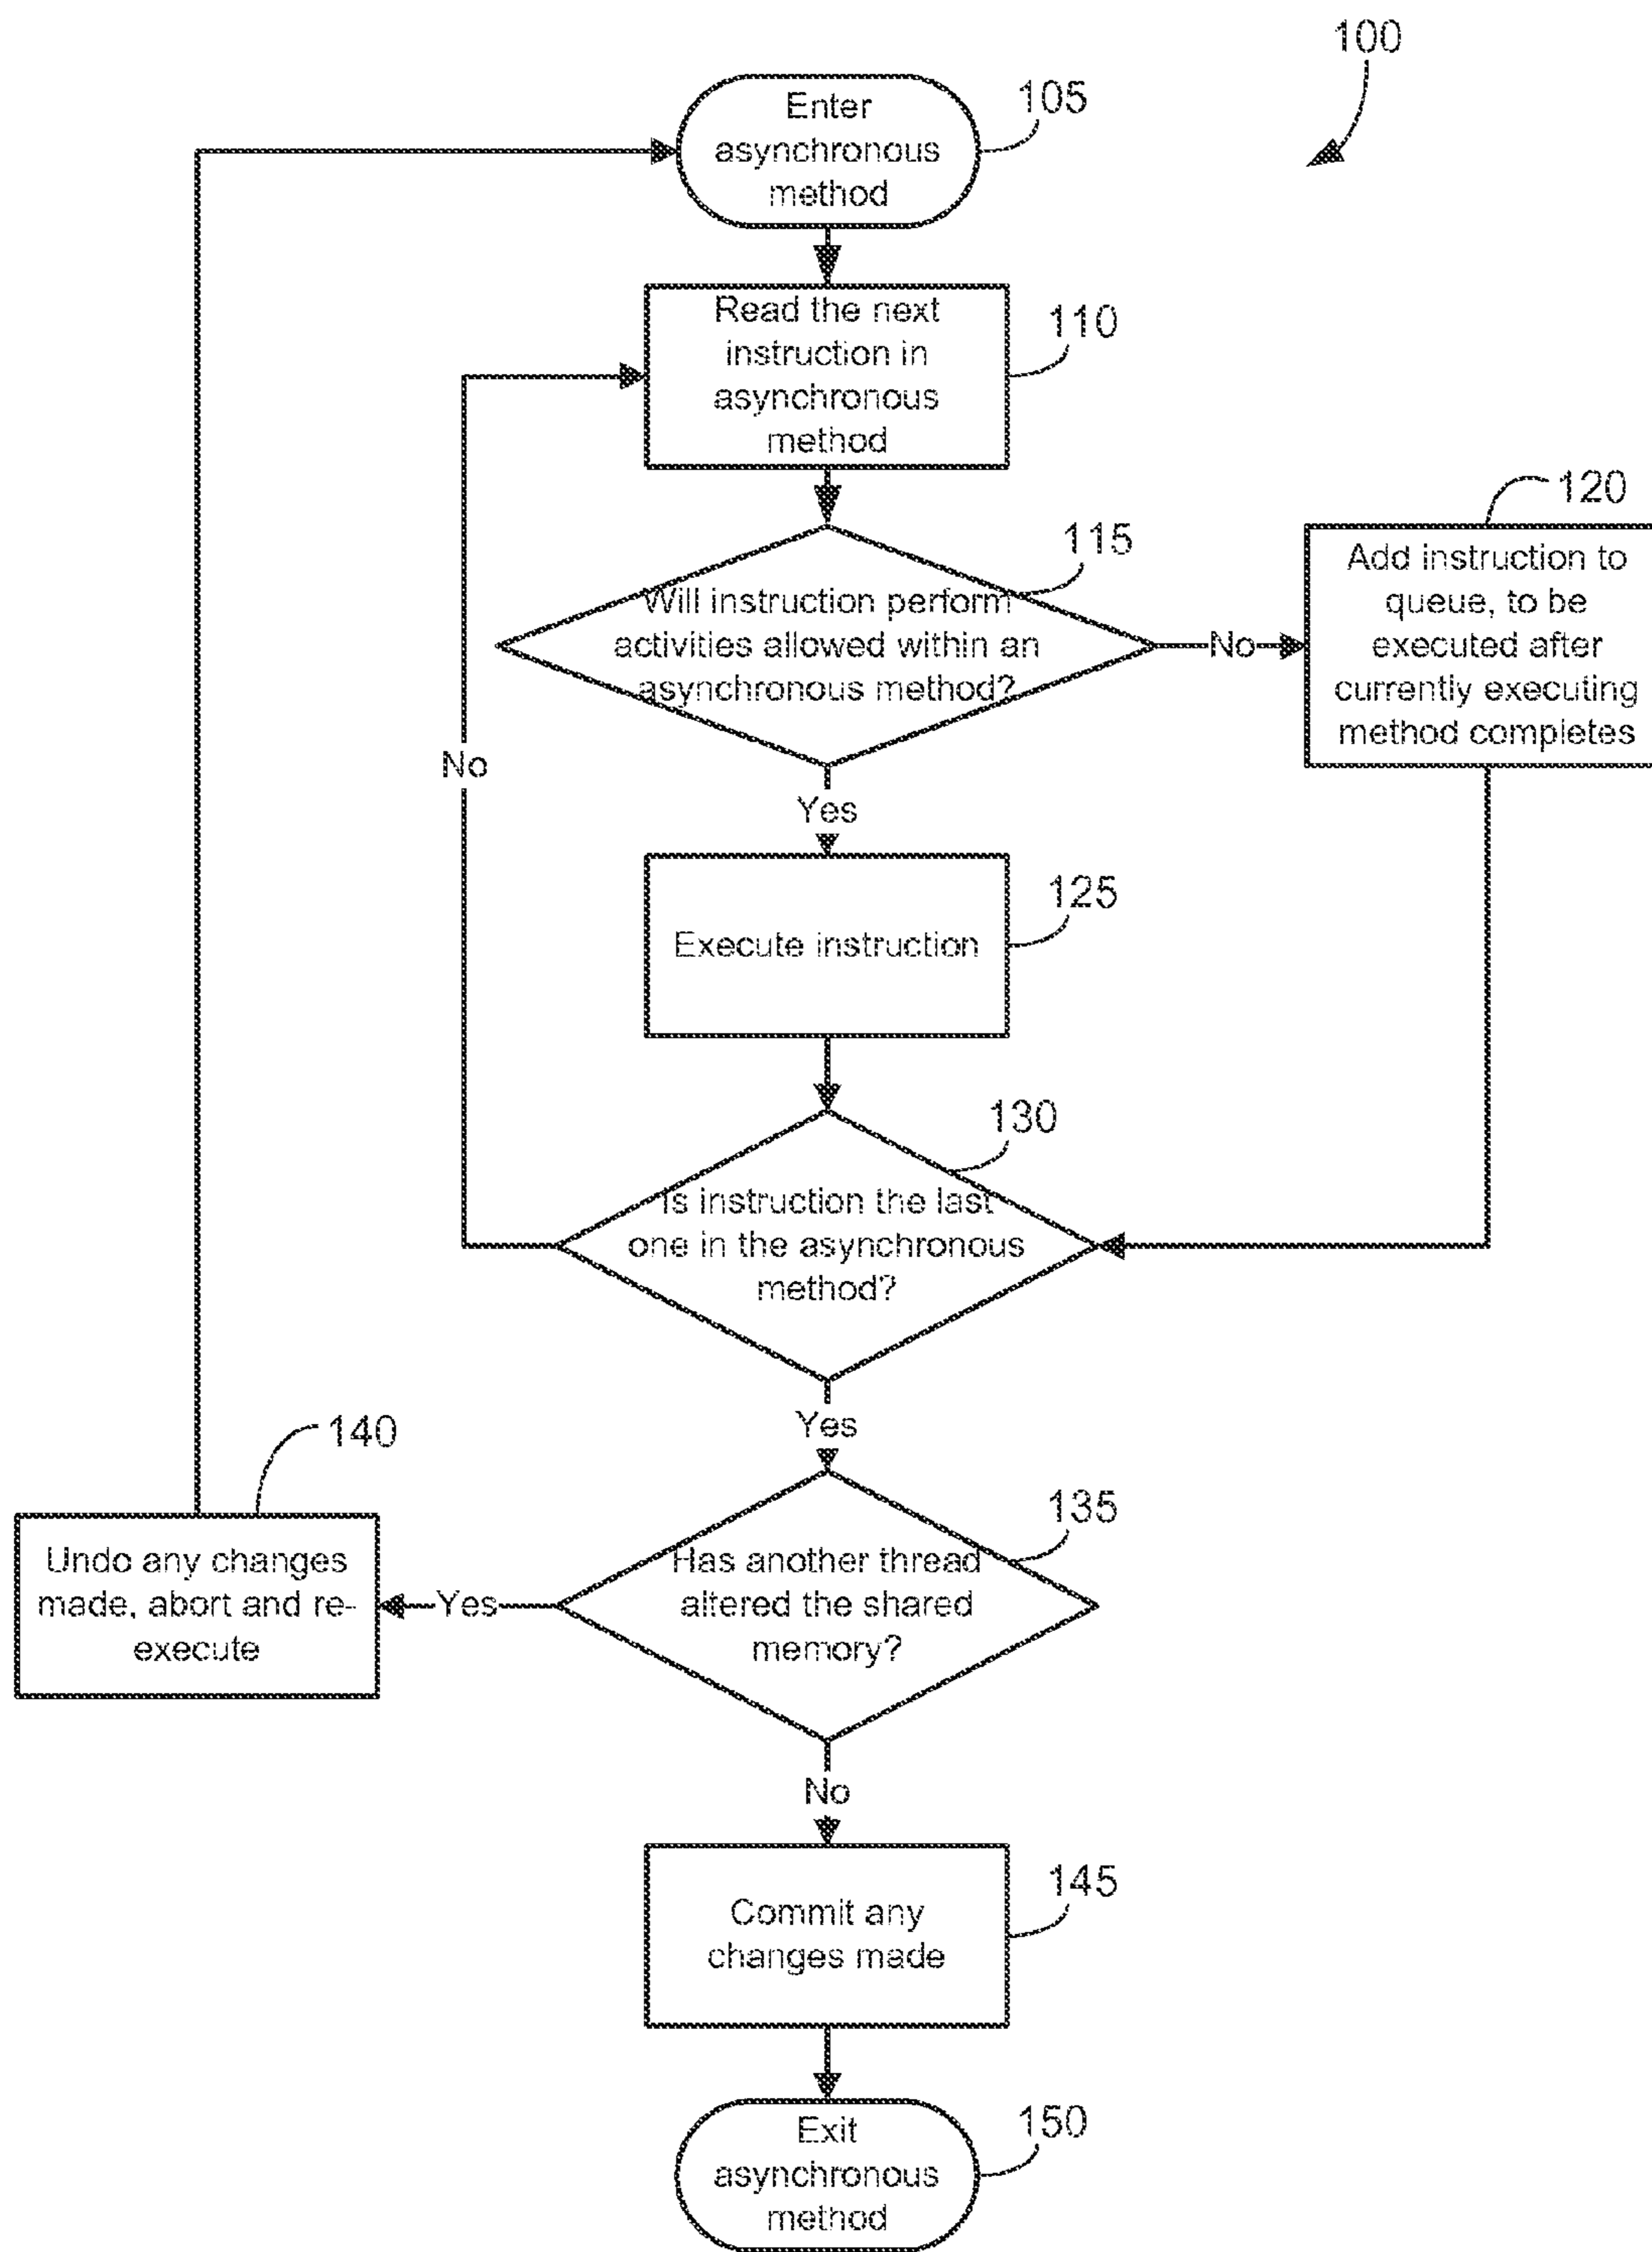 100
Enter
asynchronous
method
105
Read the next
instruction in
asynchronous
method
110
Will instruction perform
activities allowed within an
asynchronous method?
115
No
Add instruction to
queue, to be
executed after
currently executing
method completes
120
No
Yes
Execute instruction
125
Is instruction the last
one in the asynchronous
method?
130
Yes
Has another thread
altered the shared
memory?
135
Yes
Undo any changes
made, abort and re-
execute
140
No
Commit any
changes made
145
Exit
asynchronous
method
150